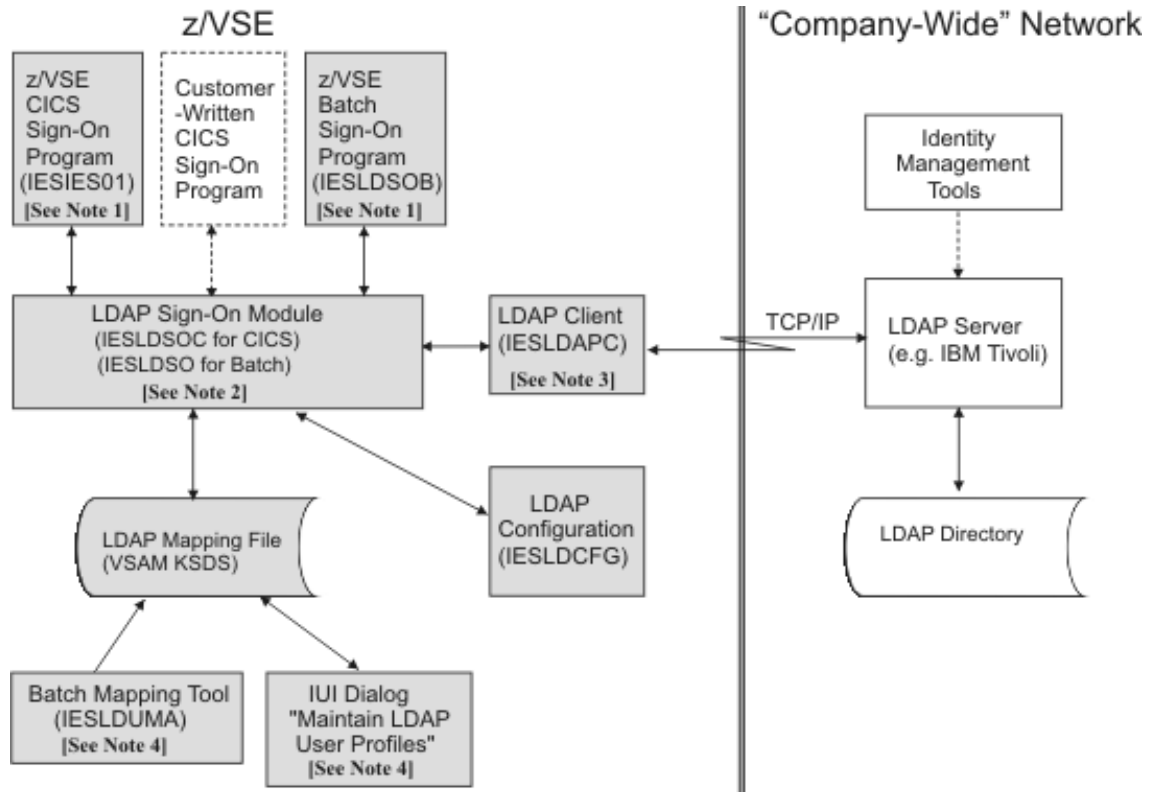 z/VSE
"Company-Wide" Network
z/VSE
CICS
Sign-On
Program
(IESIES01)
[See Note 1]
Customer
-Written
CICS
Sign-On
Program
z/VSE
Batch
Sign-On
Program
(IESLDSOB)
[See Note 1]
Identity
Management
Tools
LDAP Sign-On Module
(IESLDSOC for CICS)
(IESLDSO for Batch)
[See Note 2]
LDAP Client
(IESLDAPC)
[See Note 3]
TCP/IP
LDAP Server
(e.g. IBM Tivoli)
LDAP Mapping File
(VSAM KSDS)
LDAP
Configuration
(IESLDCFG)
LDAP Directory
Batch Mapping Tool
(IESLDUMA)
[See Note 4]
IUI Dialog
"Maintain LDAP
User Profiles"
[See Note 4]